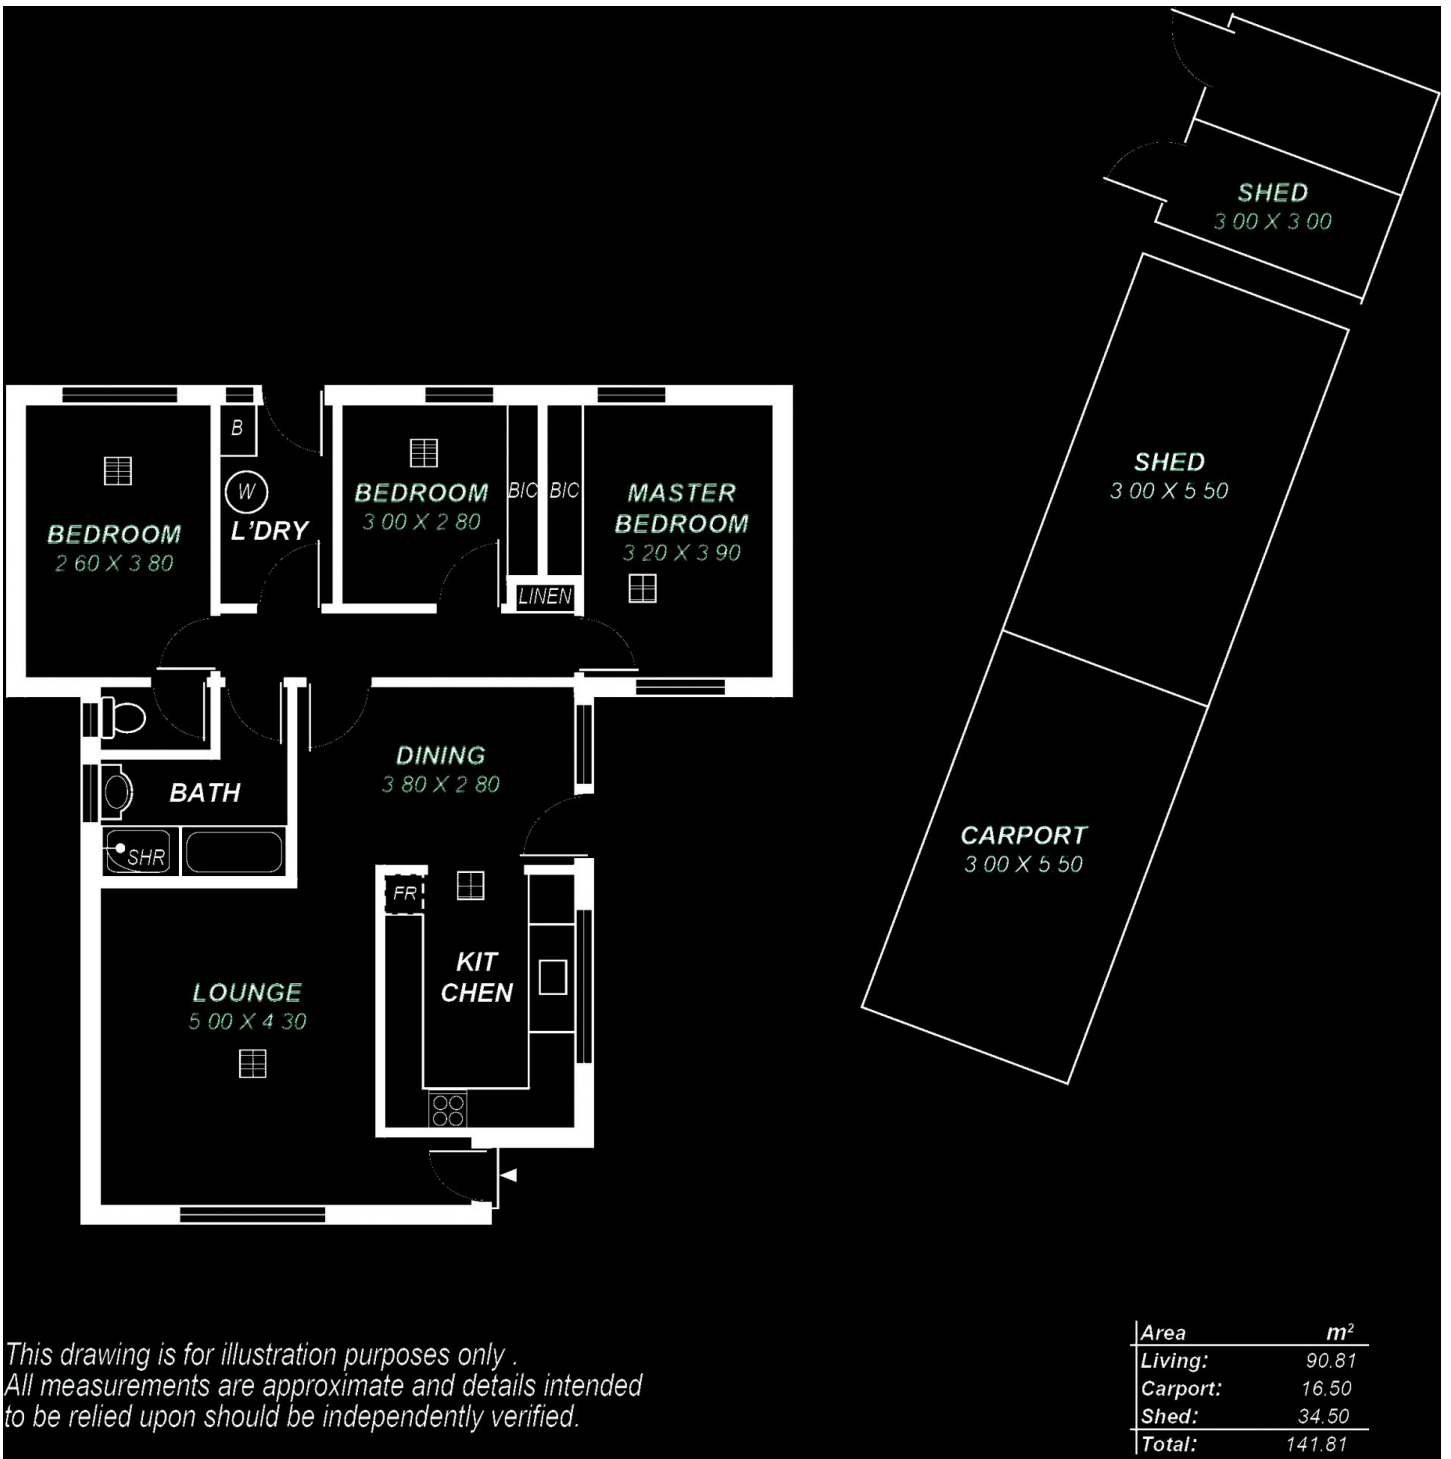 SHED
3 00 X 3 00
SHED
3 00 X 5 50
B
W
L'DRY
BEDROOM
2 60 X 3 80
BEDROOM
3 00 X 2 80
BIC
BIC
MASTER
BEDROOM
3 20 X 3 90
LINEN
DINING
3 80 X 2 80
BATH
SHR
CARPORT
3 00 X 5 50
FR
KIT
CHEN
LOUNGE
5 00 X 4 30
This drawing is for illustration purposes only .
All measurements are approximate and details intended
to be relied upon should be independently verified.
Area m²
Living: 90.81
Carport: 16.50
Shed: 34.50
Total: 141.81